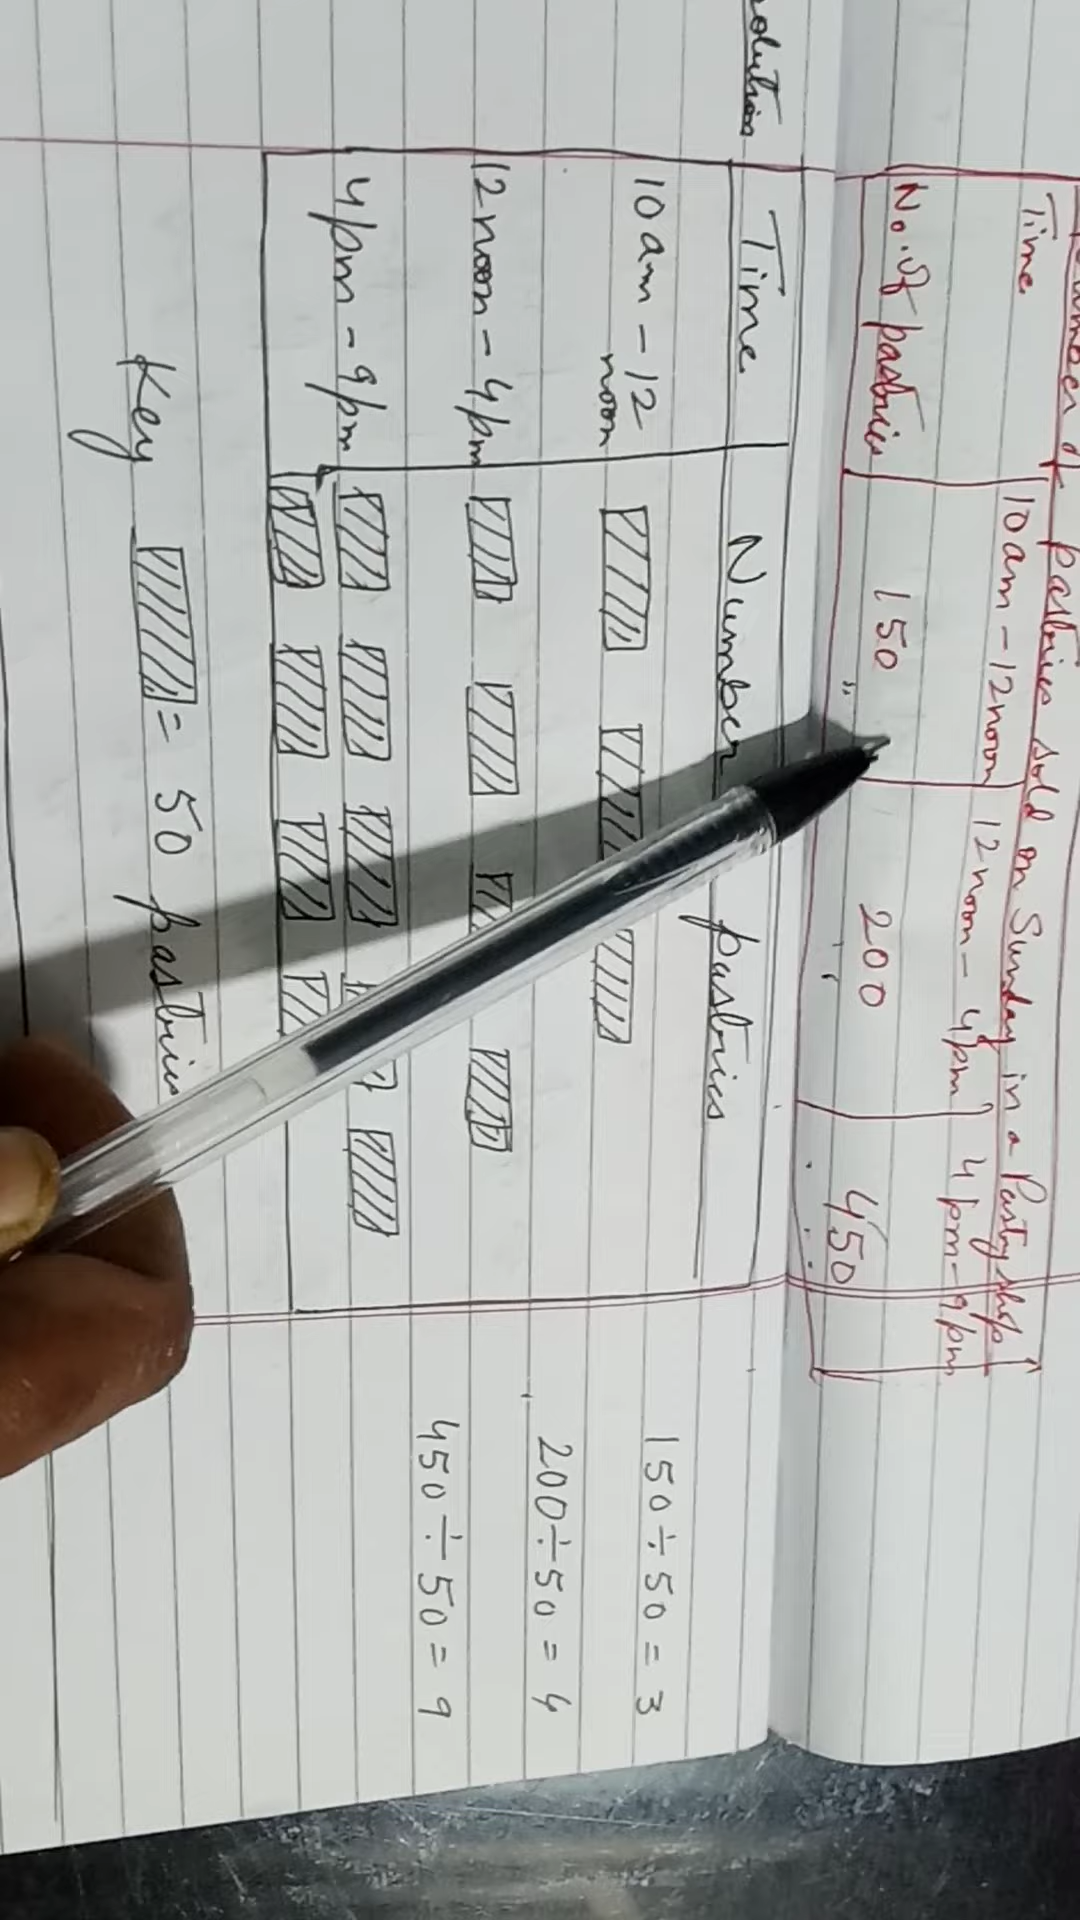 Number of pastries sold on Sunday in a Pastry shop
Time 10am-12noon 12noon-4pm 4pm-9pm
No. of pastries 150 200 450
Solution
Time Number pastries
10am-12 noon 150÷50=3
12noon-4pm 200÷50=4
4pm-9pm 450÷50=9
Key = 50 pastries